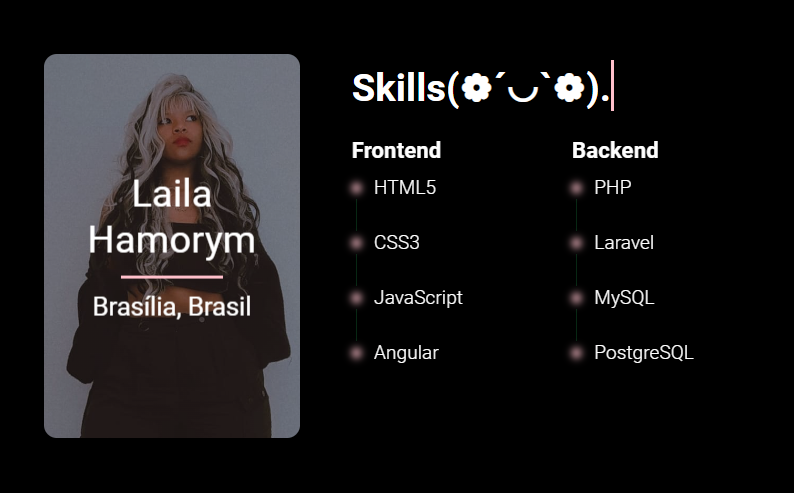 Laila
Hamorym
Brasília, Brasil
Skills(❁´◡`❁).
Frontend
HTML5
CSS3
JavaScript
Angular
Backend
PHP
Laravel
MySQL
PostgreSQL